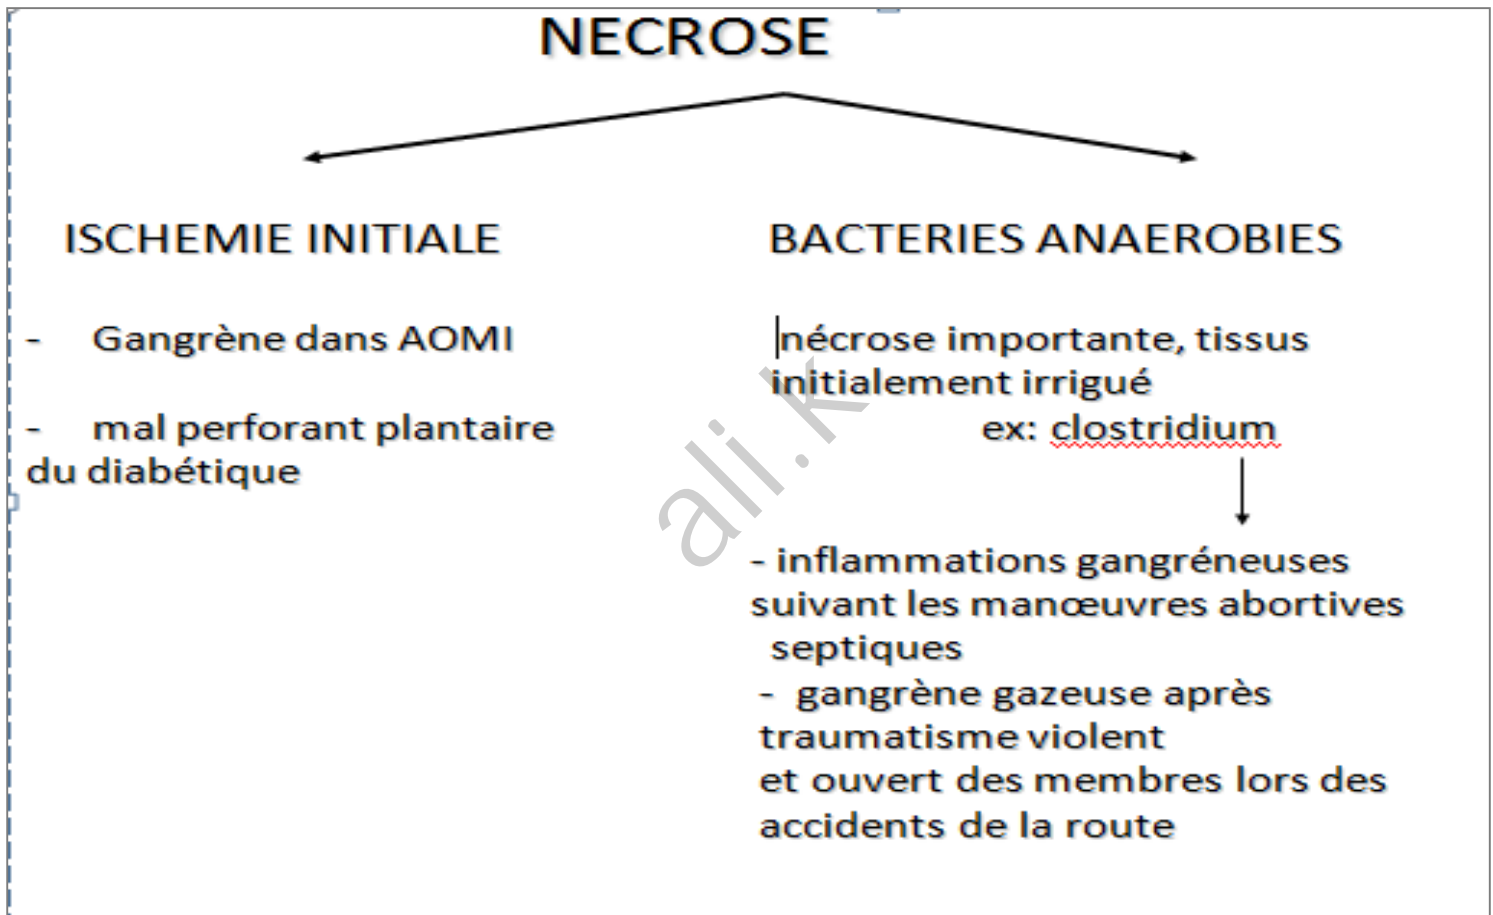 NECROSE
ISCHEMIE INITIALE
- Gangrène dans AOMI
- mal perforant plantaire
du diabétique
BACTERIES ANAEROBIES
nécrose importante, tissus
initialement irrigué
ex: clostridium
- inflammations gangréneuses
suivant les manœuvres abortives
septiques
- gangrène gazeuse après
traumatisme violent
et ouvert des membres lors des
accidents de la route
ali.k